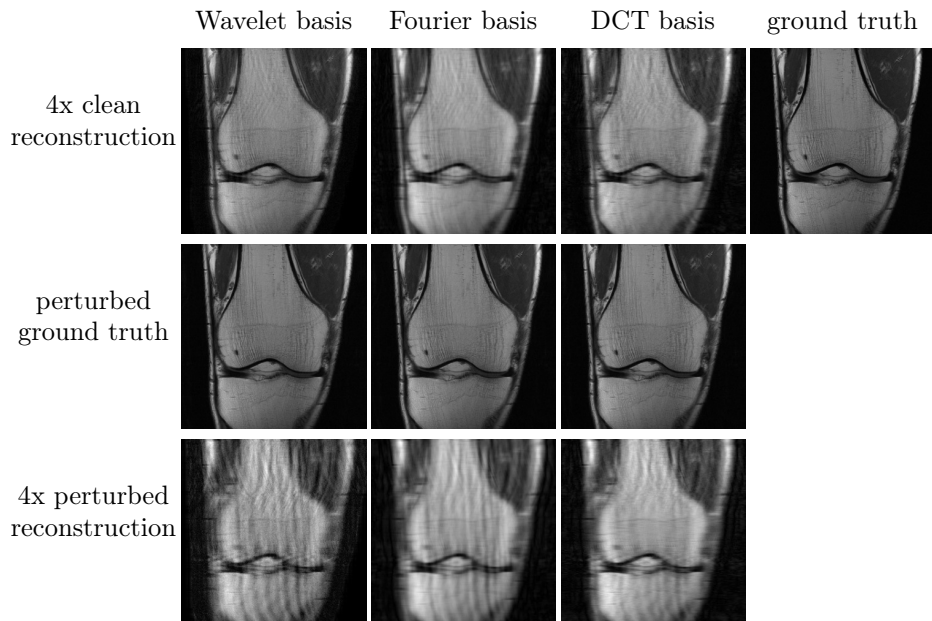 Wavelet basis Fourier basis DCT basis ground truth
4x clean
reconstruction
perturbed
ground truth
4x perturbed
reconstruction